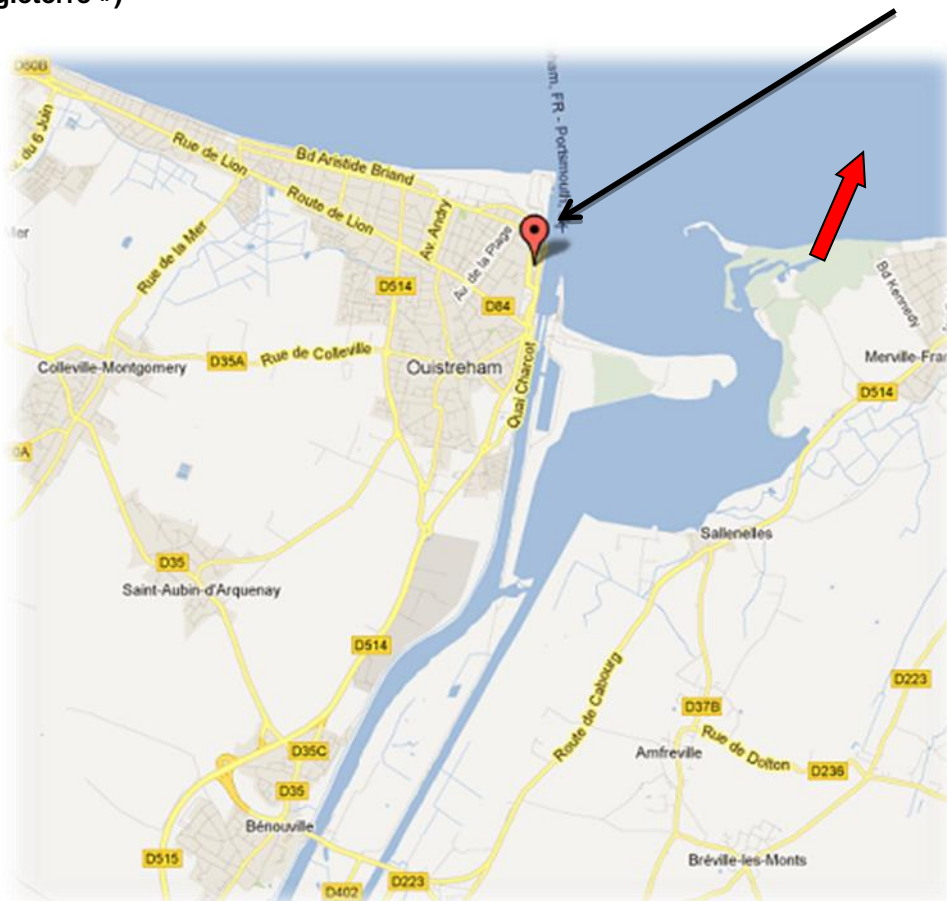 gleterre »)
D60B
du 6 Juin
Rue de Lion
Bd Aristide Briand
Route de Lion
Av. Andry
Av. de la Plage
ham, FR - Portsmouth,
Rue de la Mer
Bd Kennedy
D514
D84
Colleville-Montgomery
D35A
Rue de Colleville
Ouistreham
Quai Charcot
Merville-Fran
D514
0A
Sallenelles
D35
Saint-Aubin-d'Arquenay
D514
Route de Cabourg
D223
D37B
Rue de Dolton
D35C
Amfreville
D236
D35
Bénouville
D515
Bréville-les-Monts
D223
D402